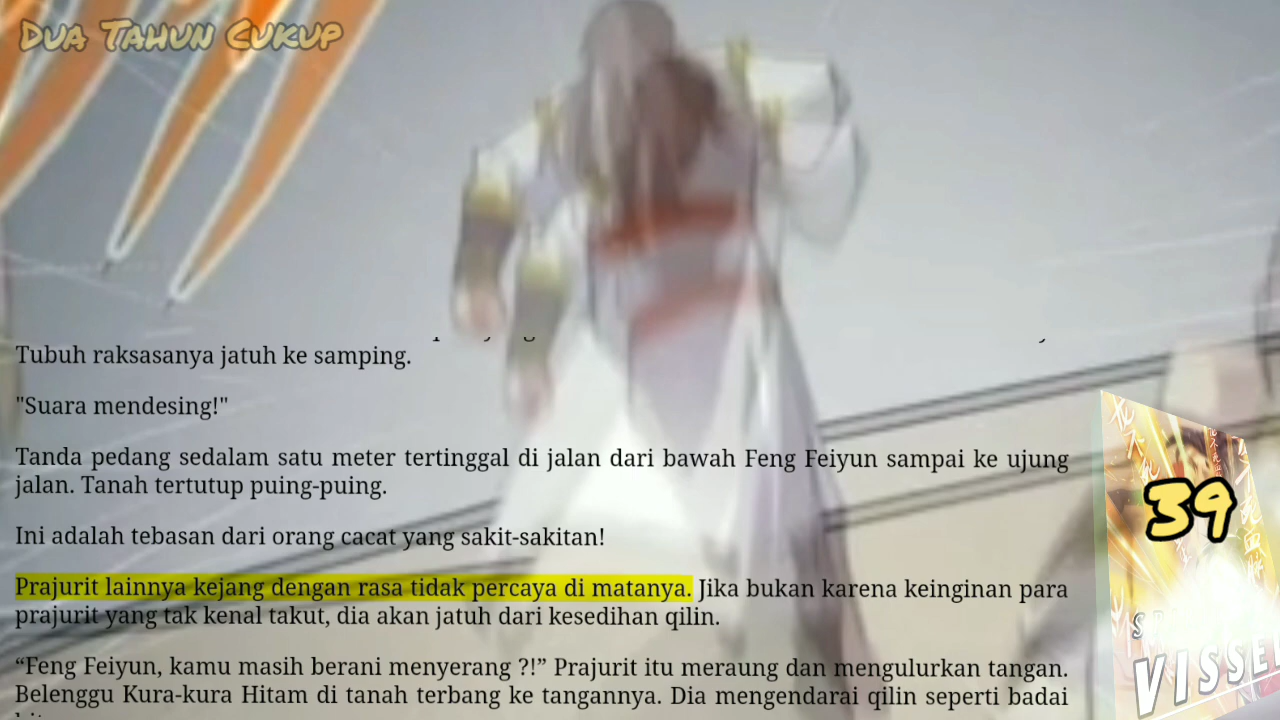 Dua Tahun Cukup
Tubuh raksasanya jatuh ke samping.
"Suara mendesing!"
Tanda pedang sedalam satu meter tertinggal di jalan dari bawah Feng Feiyun sampai ke ujung
jalan. Tanah tertutup puing-puing.
Ini adalah tebasan dari orang cacat yang sakit-sakitan!
Prajurit lainnya kejang dengan rasa tidak percaya di matanya. Jika bukan karena keinginan para
prajurit yang tak kenal takut, dia akan jatuh dari kesedihan qilin.
“Feng Feiyun, kamu masih berani menyerang ?!” Prajurit itu meraung dan mengulurkan tangan.
Belenggu Kura-kura Hitam di tanah terbang ke tangannya. Dia mengendarai qilin seperti badai
39